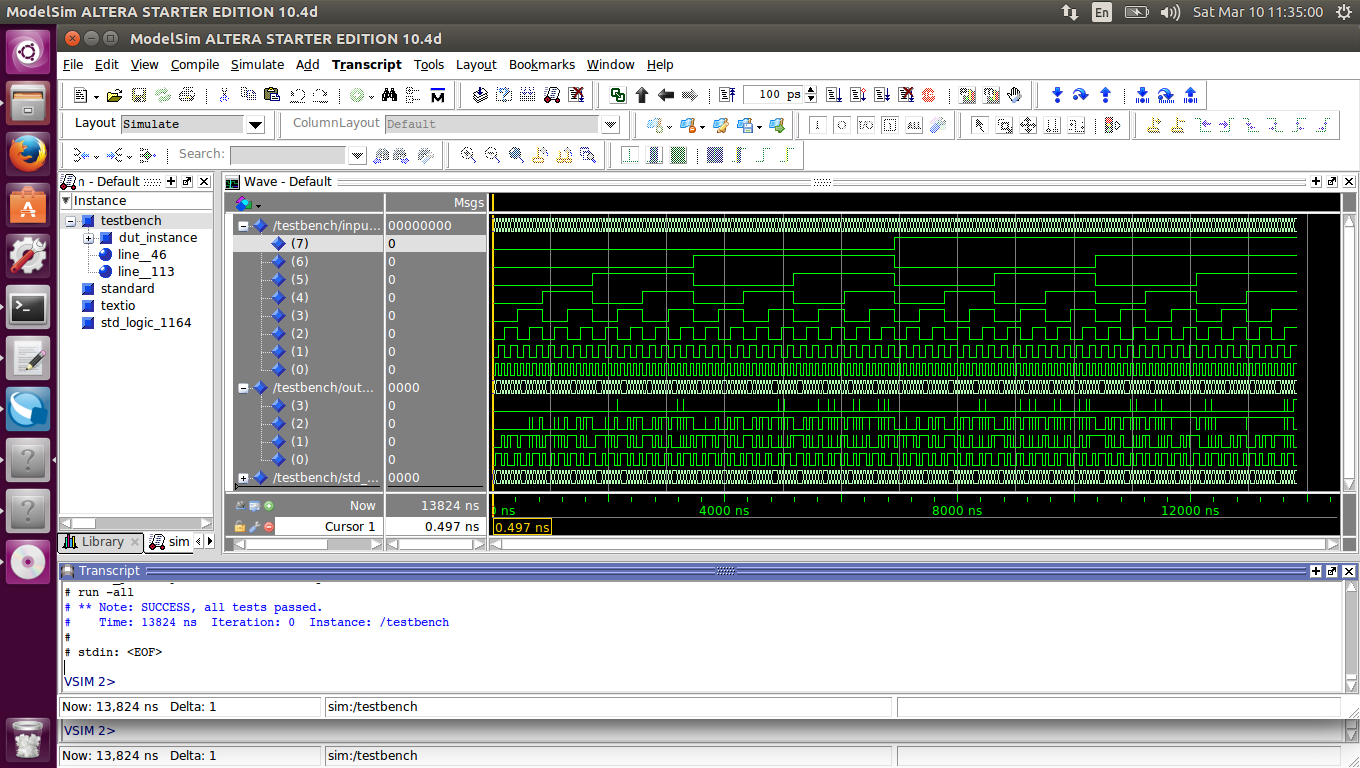 ModelSim ALTERA STARTER EDITION 10.4d
En
Sat Mar 10 11:35:00
ModelSim ALTERA STARTER EDITION 10.4d
File Edit View Compile Simulate Add Transcript Tools Layout Bookmarks Window Help
100 ps
Layout Simulate
ColumnLayout Default
Search:
n - Default
Wave - Default
Instance
testbench
dut_instance
line__46
line__113
standard
textio
std_logic_1164
Library
sim
Msgs
/testbench/inpu... 00000000
(7) 0
(6) 0
(5) 0
(4) 0
(3) 0
(2) 0
(1) 0
(0) 0
/testbench/out... 0000
(3) 0
(2) 0
(1) 0
(0) 0
/testbench/std_... 0000
Now 13824 ns
ns 4000 ns 8000 ns 12000 ns
Cursor 1 0.497 ns
0.497 ns
Transcript
# run -all
# ** Note: SUCCESS, all tests passed.
#    Time: 13824 ns  Iteration: 0  Instance: /testbench
#
# stdin: <EOF>
VSIM 2>
Now: 13,824 ns Delta: 1
sim:/testbench
VSIM 2>
Now: 13,824 ns Delta: 1
sim:/testbench